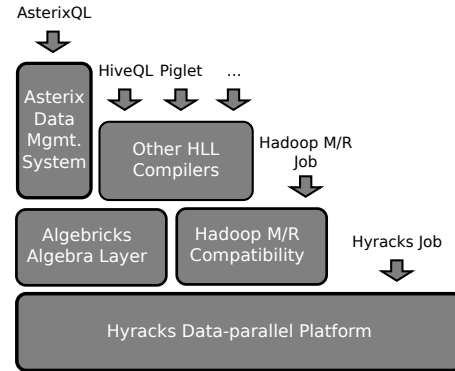 AsterixQL
HiveQL Piglet ...
Asterix
Data
Mgmt.
System
Other HLL
Compilers
Hadoop M/R
Job
Algebricks
Algebra Layer
Hadoop M/R
Compatibility
Hyracks Job
Hyracks Data-parallel Platform